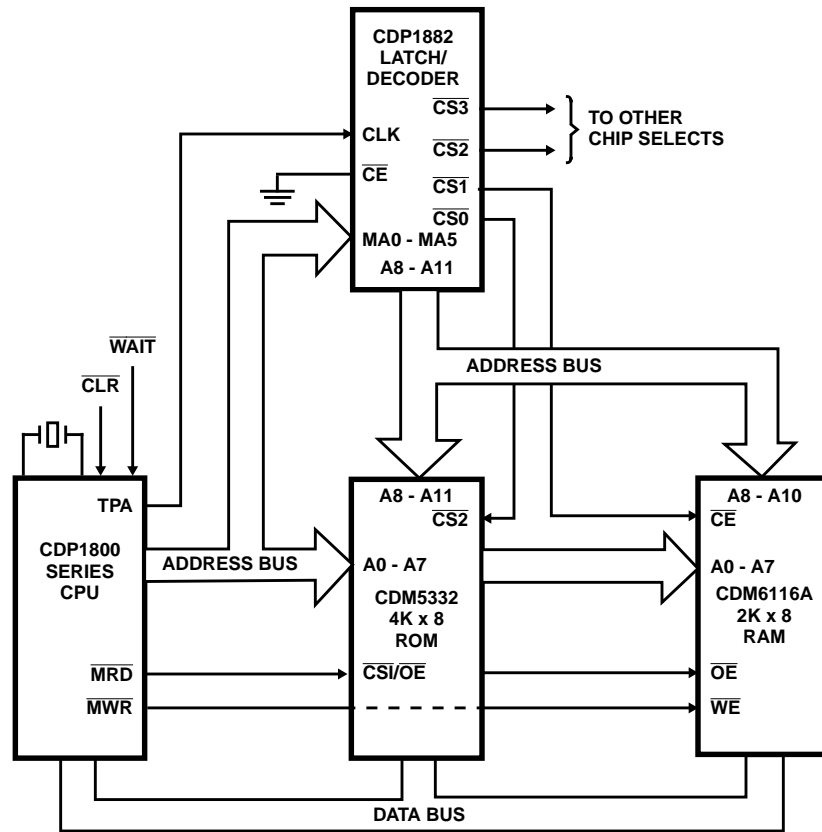 CDP1882
LATCH/
DECODER
CS3
CLK
CS2
CE
CS1
CS0
MA0 - MA5
A8 - A11
TO OTHER
CHIP SELECTS
WAIT
CLR
ADDRESS BUS
TPA
CDP1800
SERIES
CPU
MRD
MWR
ADDRESS BUS
A8 - A11
CS2
A0 - A7
CDM5332
4K x 8
ROM
CSI/OE
A8 - A10
CE
A0 - A7
CDM6116A
2K x 8
RAM
OE
WE
DATA BUS